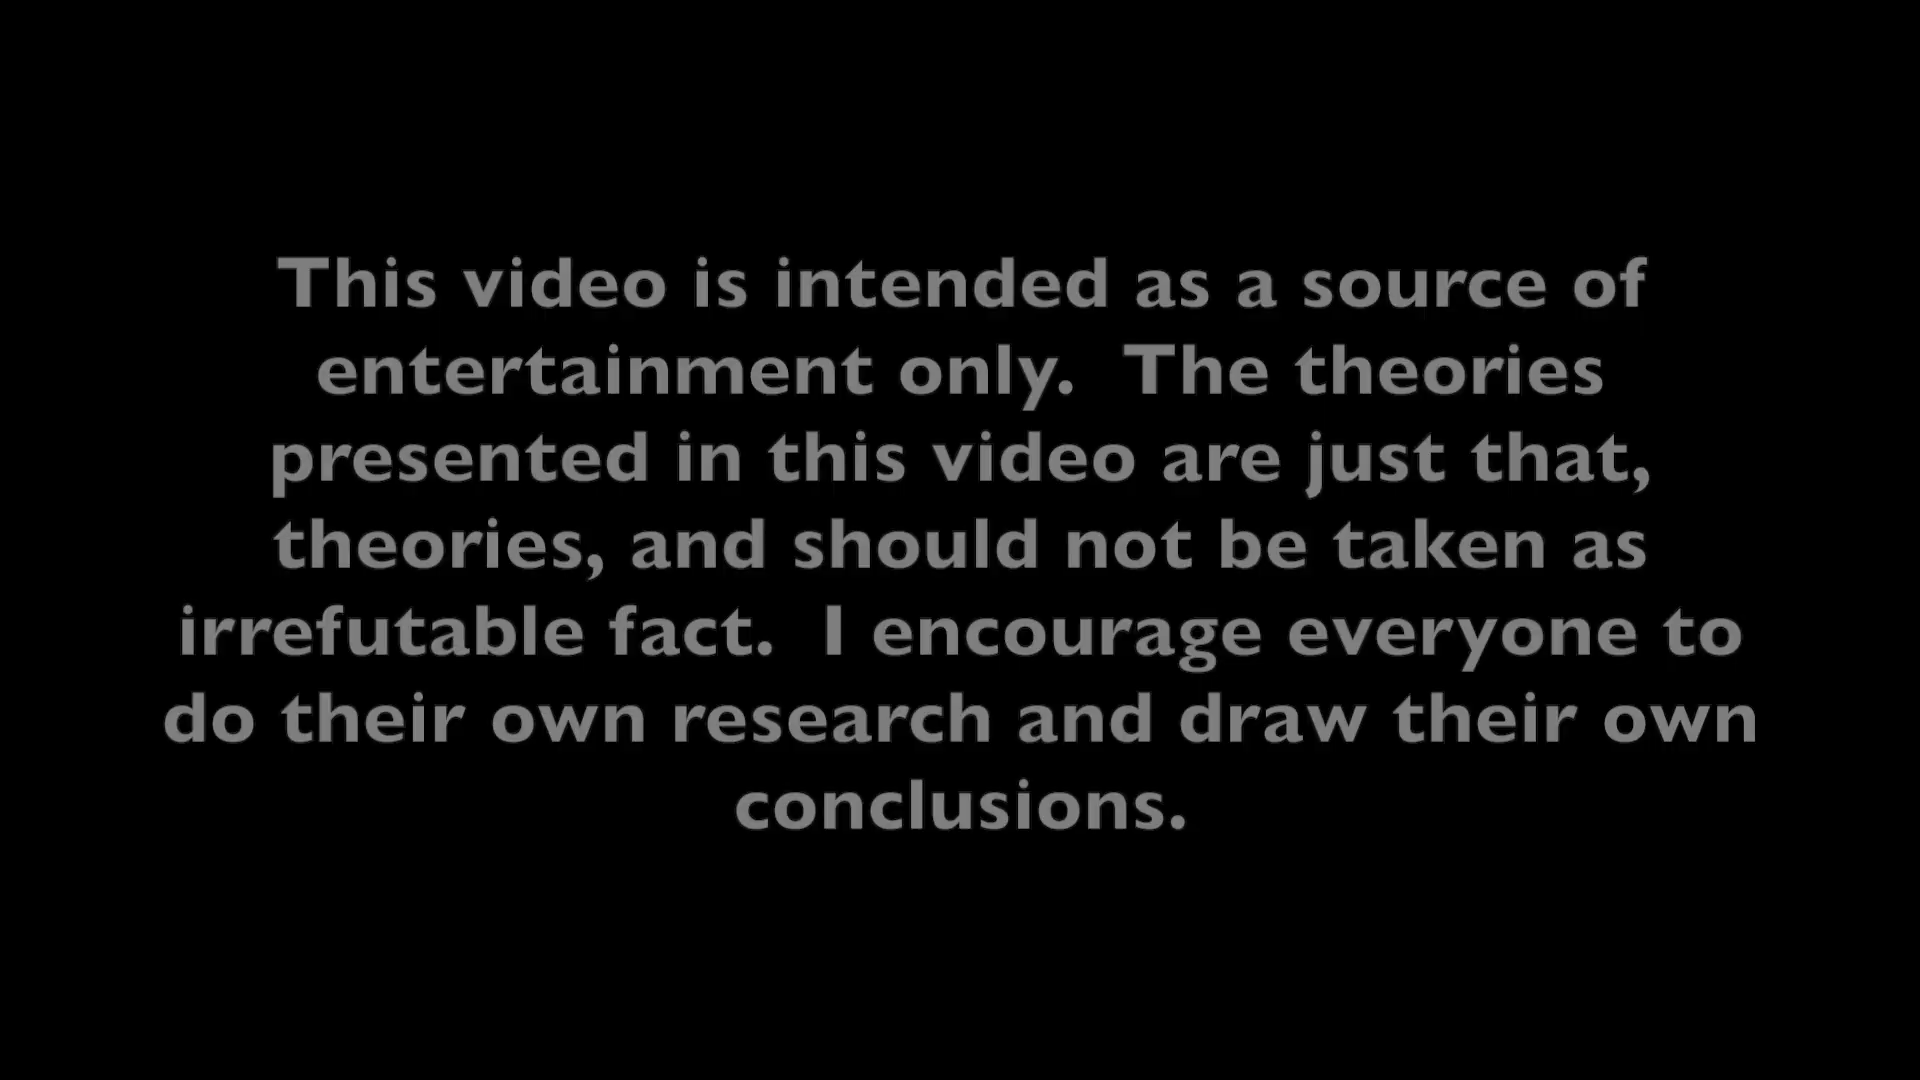 This video is intended as a source of
entertainment only.  The theories
presented in this video are just that,
theories, and should not be taken as
irrefutable fact.  I encourage everyone to
do their own research and draw their own
conclusions.